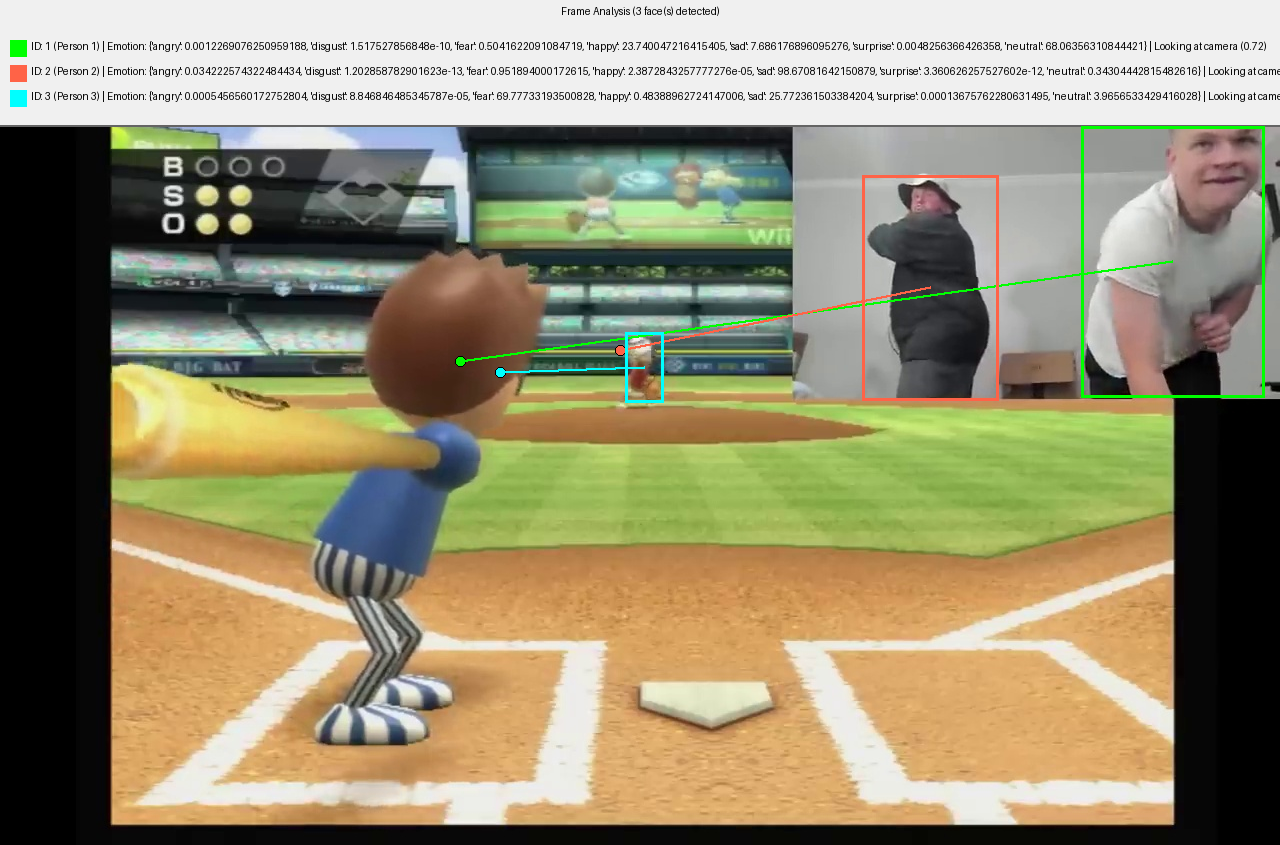 Frame Analysis (3 face(s) detected)
ID: 1 (Person 1) | Emotion: {'angry': 0.0012269076250959188, 'disgust': 1.517527856848e-10, 'fear': 0.5041622091084719, 'happy': 23.740047216415405, 'sad': 7.686176896095276, 'surprise': 0.0048256366426358, 'neutral': 68.06356310844421} | Looking at camera (0.72)
ID: 2 (Person 2) | Emotion: {'angry': 0.034222574322484434, 'disgust': 1.202858782901623e-13, 'fear': 0.951894000172615, 'happy': 2.3872843257777276e-05, 'sad': 98.67081642150879, 'surprise': 3.360626257527602e-12, 'neutral': 0.34304442815482616} | Looking at came
ID: 3 (Person 3) | Emotion: {'angry': 0.0005456560172752804, 'disgust': 8.846846485345787e-05, 'fear': 69.77733193500828, 'happy': 0.48388962724147006, 'sad': 25.772361503384204, 'surprise': 0.00013675762280631495, 'neutral': 3.9656533429416028} | Looking at came
B
S
O
Wii
BIG BAT